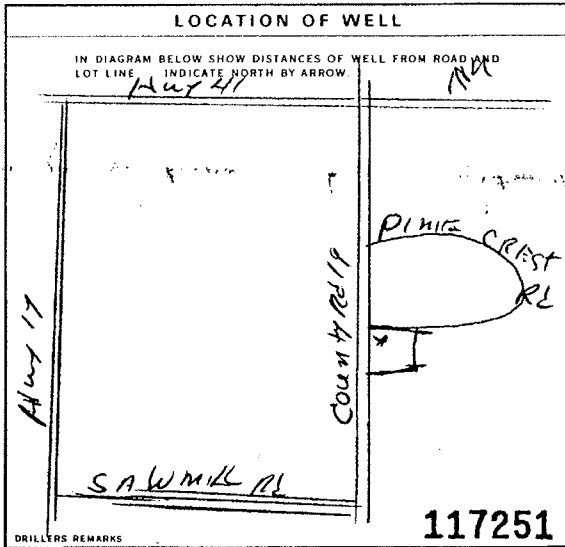 LOCATION OF WELL
IN DIAGRAM BELOW SHOW DISTANCES OF WELL FROM ROAD AND
LOT LINE INDICATE NORTH BY ARROW.
Hwy 41
PINE CREST
Rd
County Rd 19
Hwy 17
SAWMILL Rd
DRILLERS REMARKS
117251